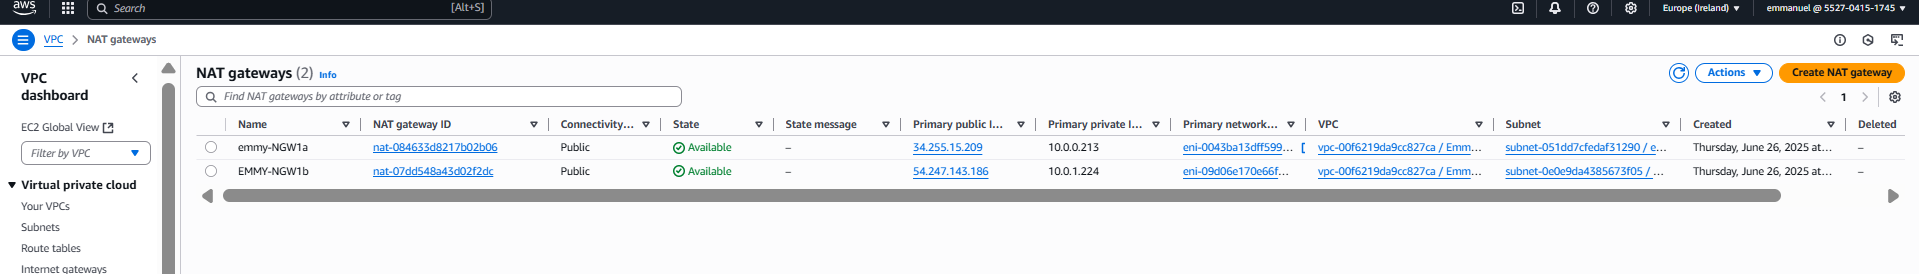 aws Search [Alt+S] Europe (Ireland) emmanuel @ 5527-0415-1745
VPC > NAT gateways
VPC dashboard
EC2 Global View
Filter by VPC
Virtual private cloud
Your VPCs
Subnets
Route tables
Internet gateways
NAT gateways (2) Info Actions Create NAT gateway
Find NAT gateways by attribute or tag 1
Name NAT gateway ID Connectivity... State State message Primary public I... Primary private I... Primary network... VPC Subnet Created Deleted
emmy-NGW1a nat-084633d8217b02b06 Public Available – 34.255.15.209 10.0.0.213 eni-0043ba13dff599... vpc-00f6219da9cc827ca / Emm... subnet-051dd7cfedaf31290 / e... Thursday, June 26, 2025 at... –
EMMY-NGW1b nat-07dd548a43d02f2dc Public Available – 54.247.143.186 10.0.1.224 eni-09d06e170e66f... vpc-00f6219da9cc827ca / Emm... subnet-0e0e9da4385673f05 / ... Thursday, June 26, 2025 at... –